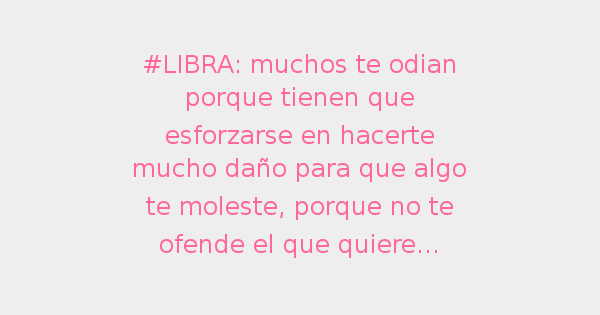 #LIBRA: muchos te odian
porque tienen que
esforzarse en hacerte
mucho daño para que algo
te moleste, porque no te
ofende el que quiere...